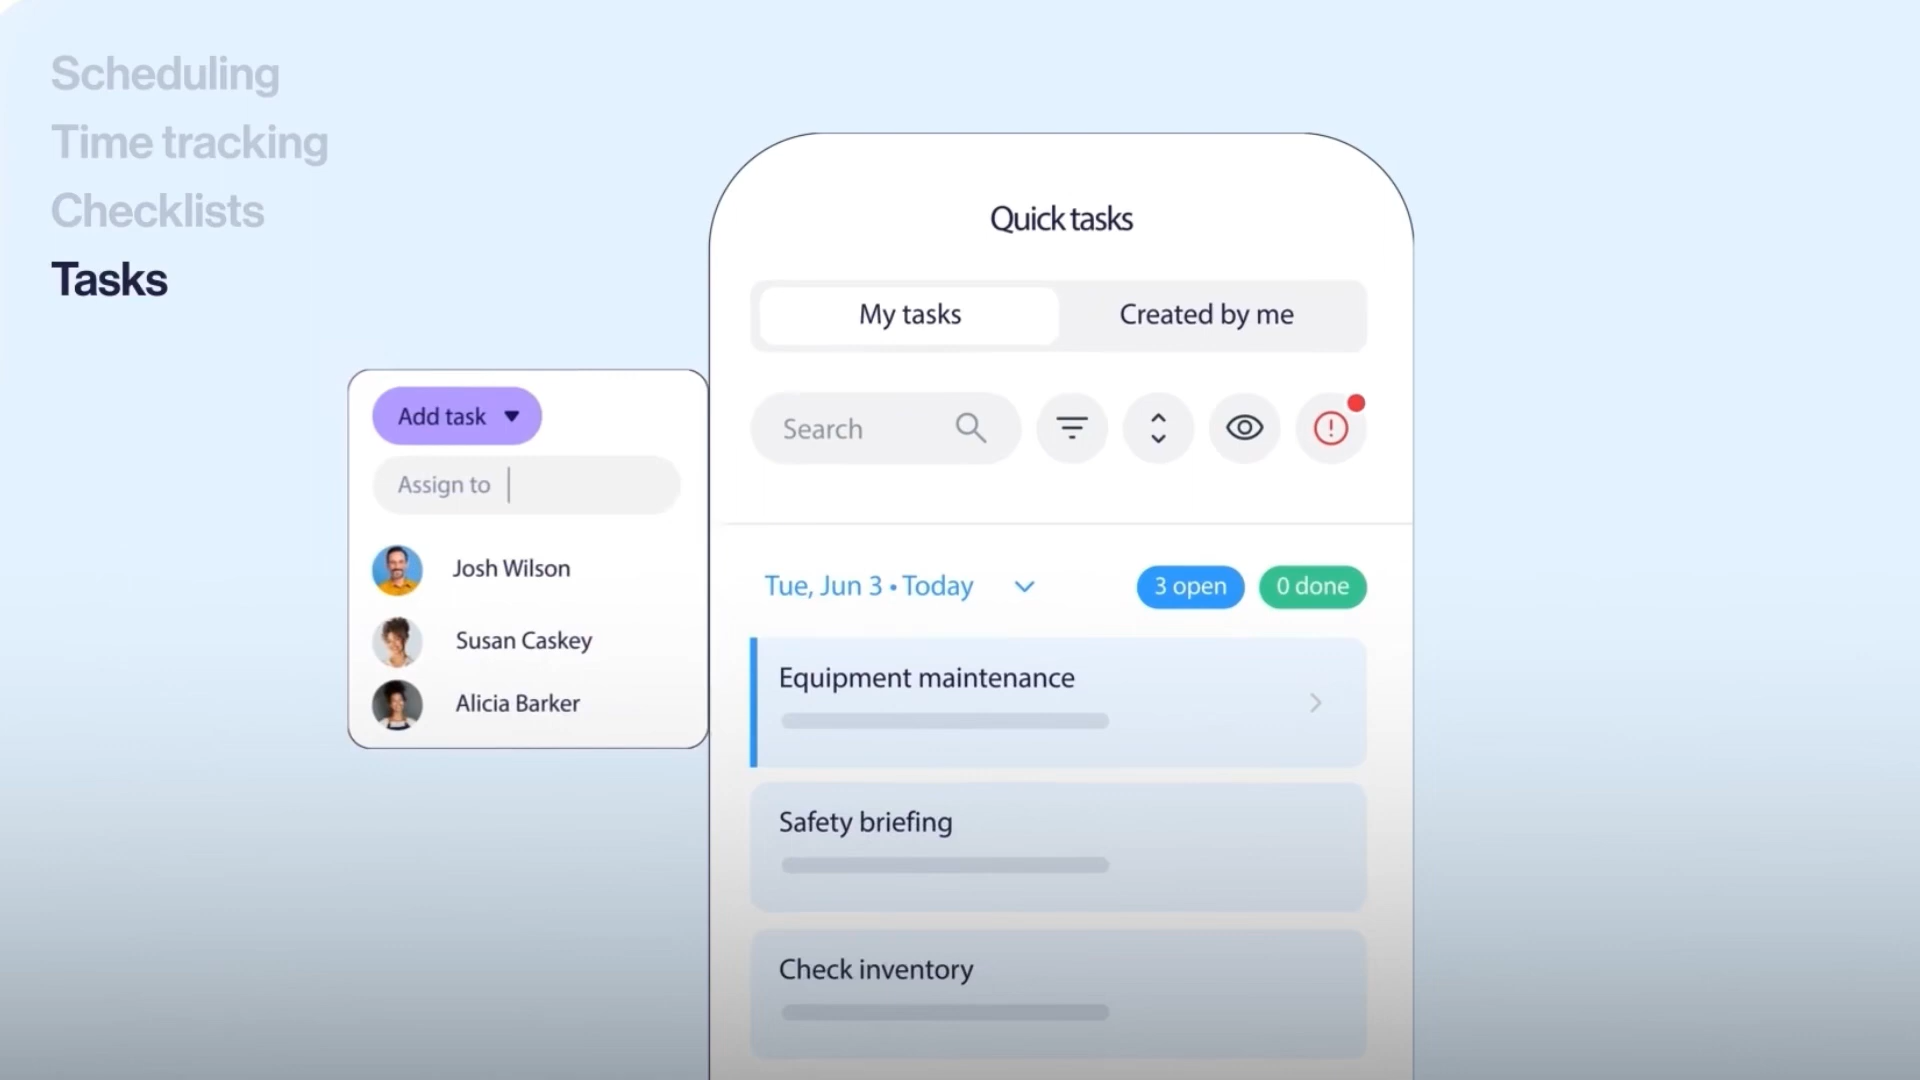 Scheduling
Time tracking
Checklists
Tasks
Add task
Assign to
Josh Wilson
Susan Caskey
Alicia Barker
Quick tasks
My tasks
Created by me
Search
Tue, Jun 3 • Today
3 open
0 done
Equipment maintenance
Safety briefing
Check inventory